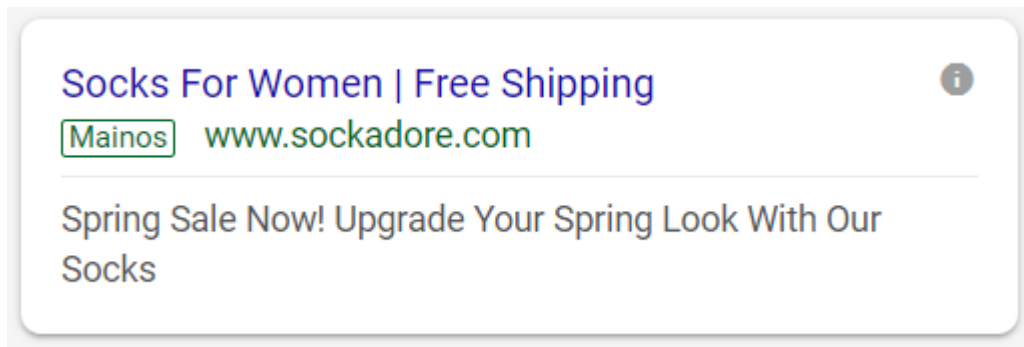 Socks For Women | Free Shipping
Mainos www.sockadore.com
Spring Sale Now! Upgrade Your Spring Look With Our
Socks